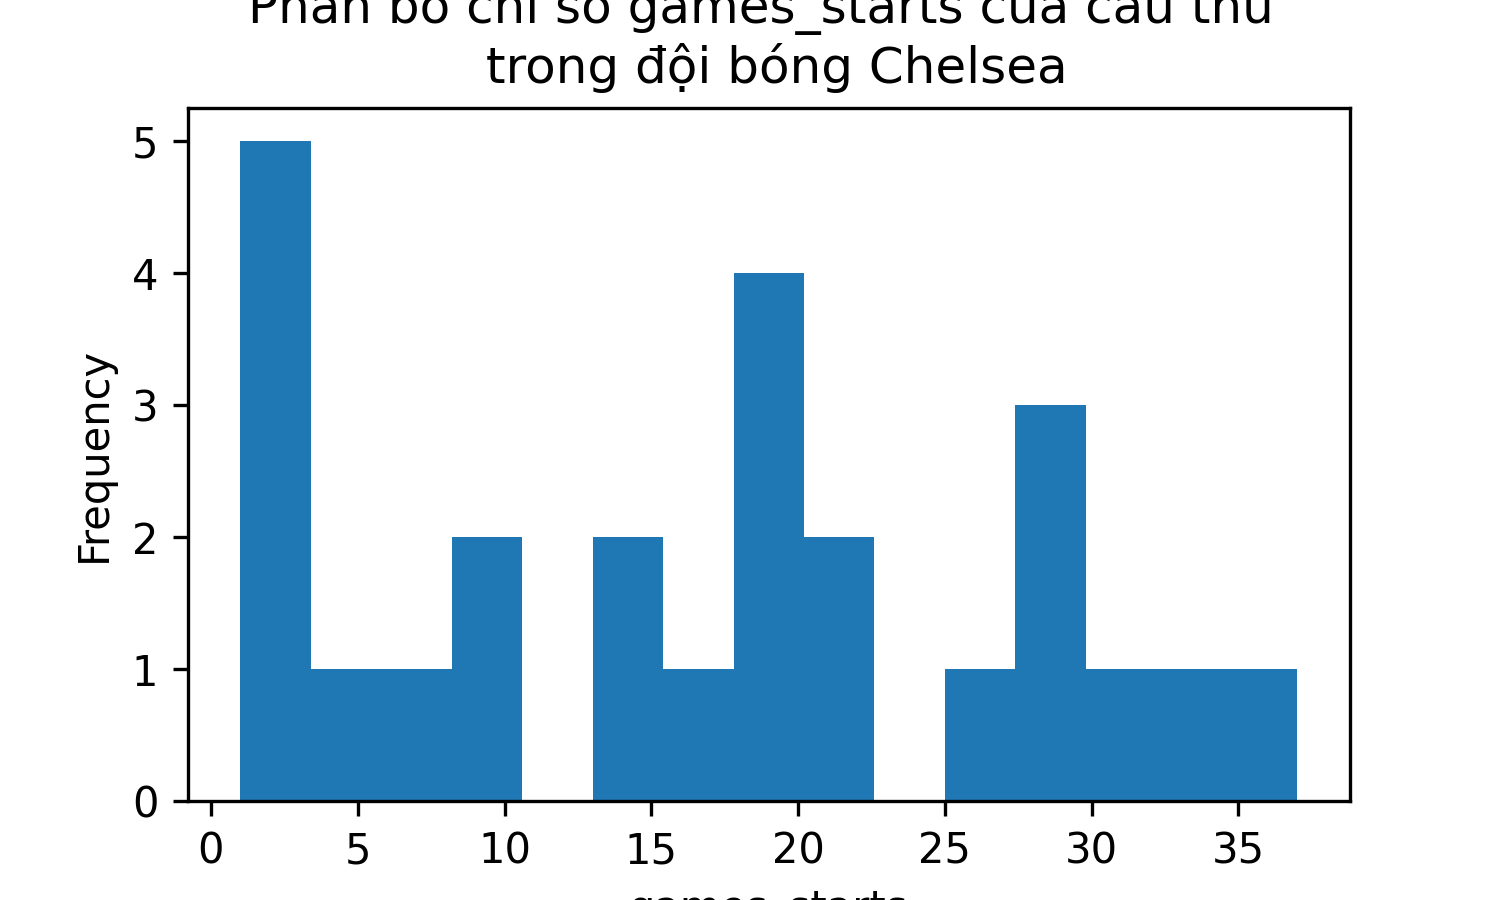 Phân bố chỉ số games_starts của cầu thủ
trong đội bóng Chelsea
5
4
3
2
1
0
Frequency
0 5 10 15 20 25 30 35
games_starts